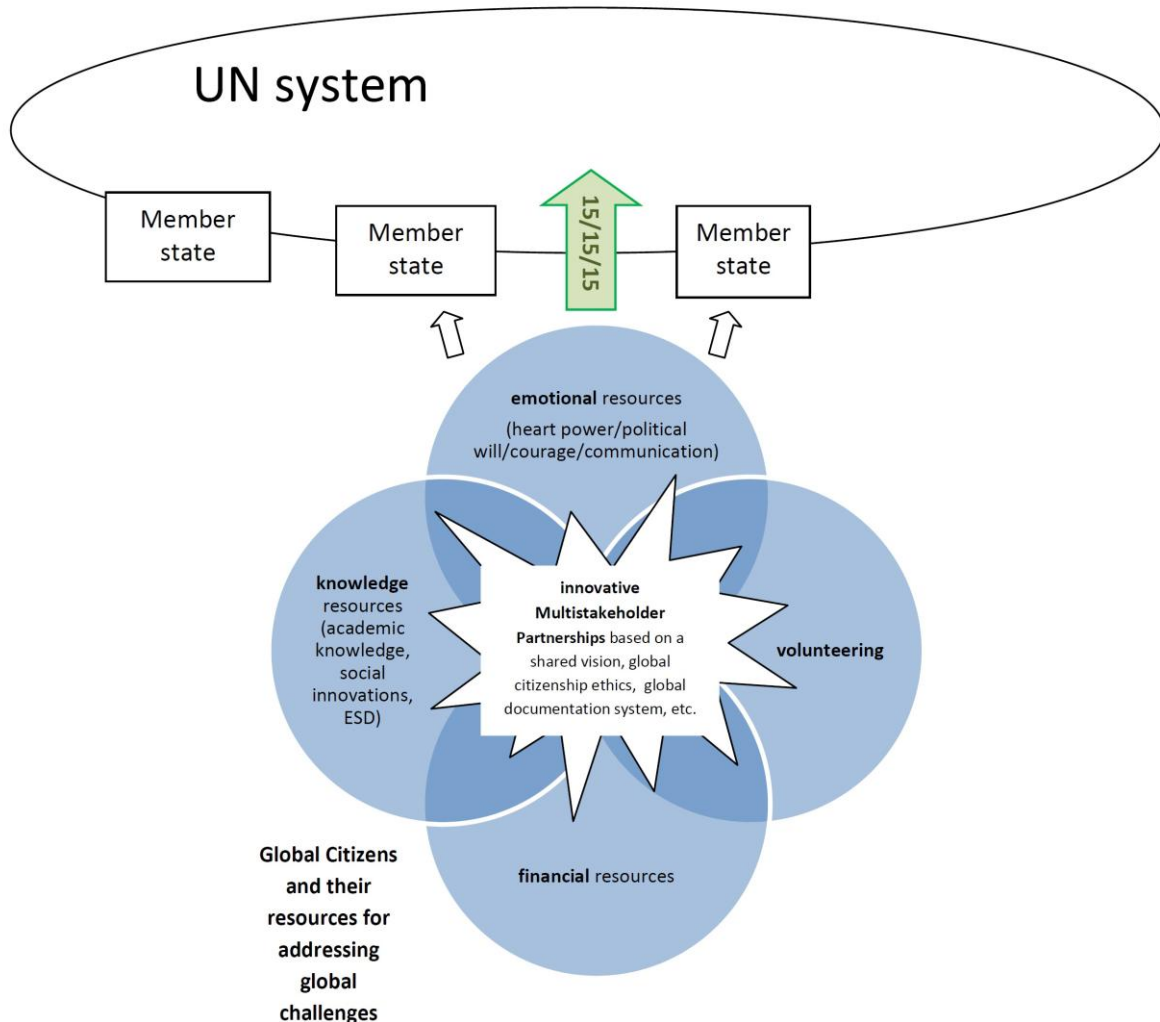 UN system
Member
state
Member
state
15/15/15
Member
state
emotional resources
(heart power/political
will/courage/communication)
knowledge
resources
(academic
knowledge,
social
innovations,
ESD)
innovative
Multistakeholder
Partnerships based on a
shared vision, global
citizenship ethics, global
documentation system, etc.
volunteering
financial resources
Global Citizens
and their
resources for
addressing
global
challenges